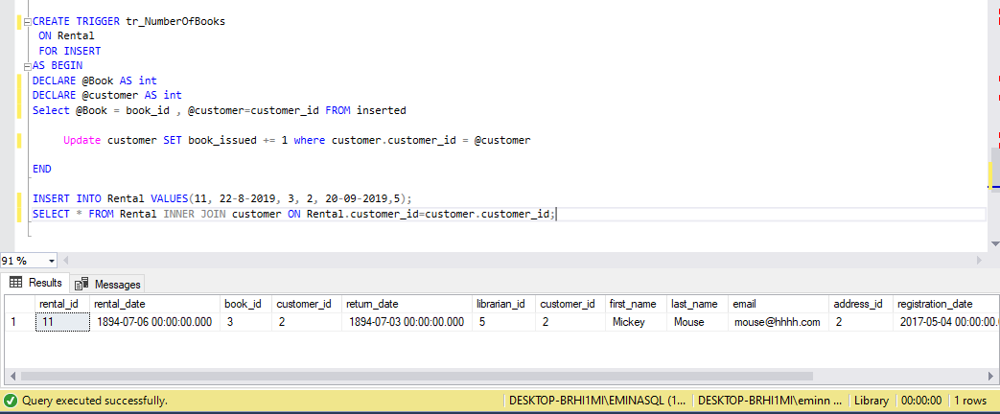 CREATE TRIGGER tr_NumberOfBooks
ON Rental
FOR INSERT
AS BEGIN
DECLARE @Book AS int
DECLARE @customer AS int
Select @Book = book_id , @customer=customer_id FROM inserted
Update customer SET book_issued += 1 where customer.customer_id = @customer
END
INSERT INTO Rental VALUES(11, 22-8-2019, 3, 2, 20-09-2019,5);
SELECT * FROM Rental INNER JOIN customer ON Rental.customer_id=customer.customer_id;
91 %
Results Messages
rental_id rental_date book_id customer_id return_date librarian_id customer_id first_name last_name email address_id registration_date
1 11 1894-07-06 00:00:00.000 3 2 1894-07-03 00:00:00.000 5 2 Mickey Mouse mouse@hhhh.com 2 2017-05-04 00:00:00.
Query executed successfully. DESKTOP-BRHI1MI\EMINASQL (1... DESKTOP-BRHI1MI\eminn ... Library 00:00:00 1 rows